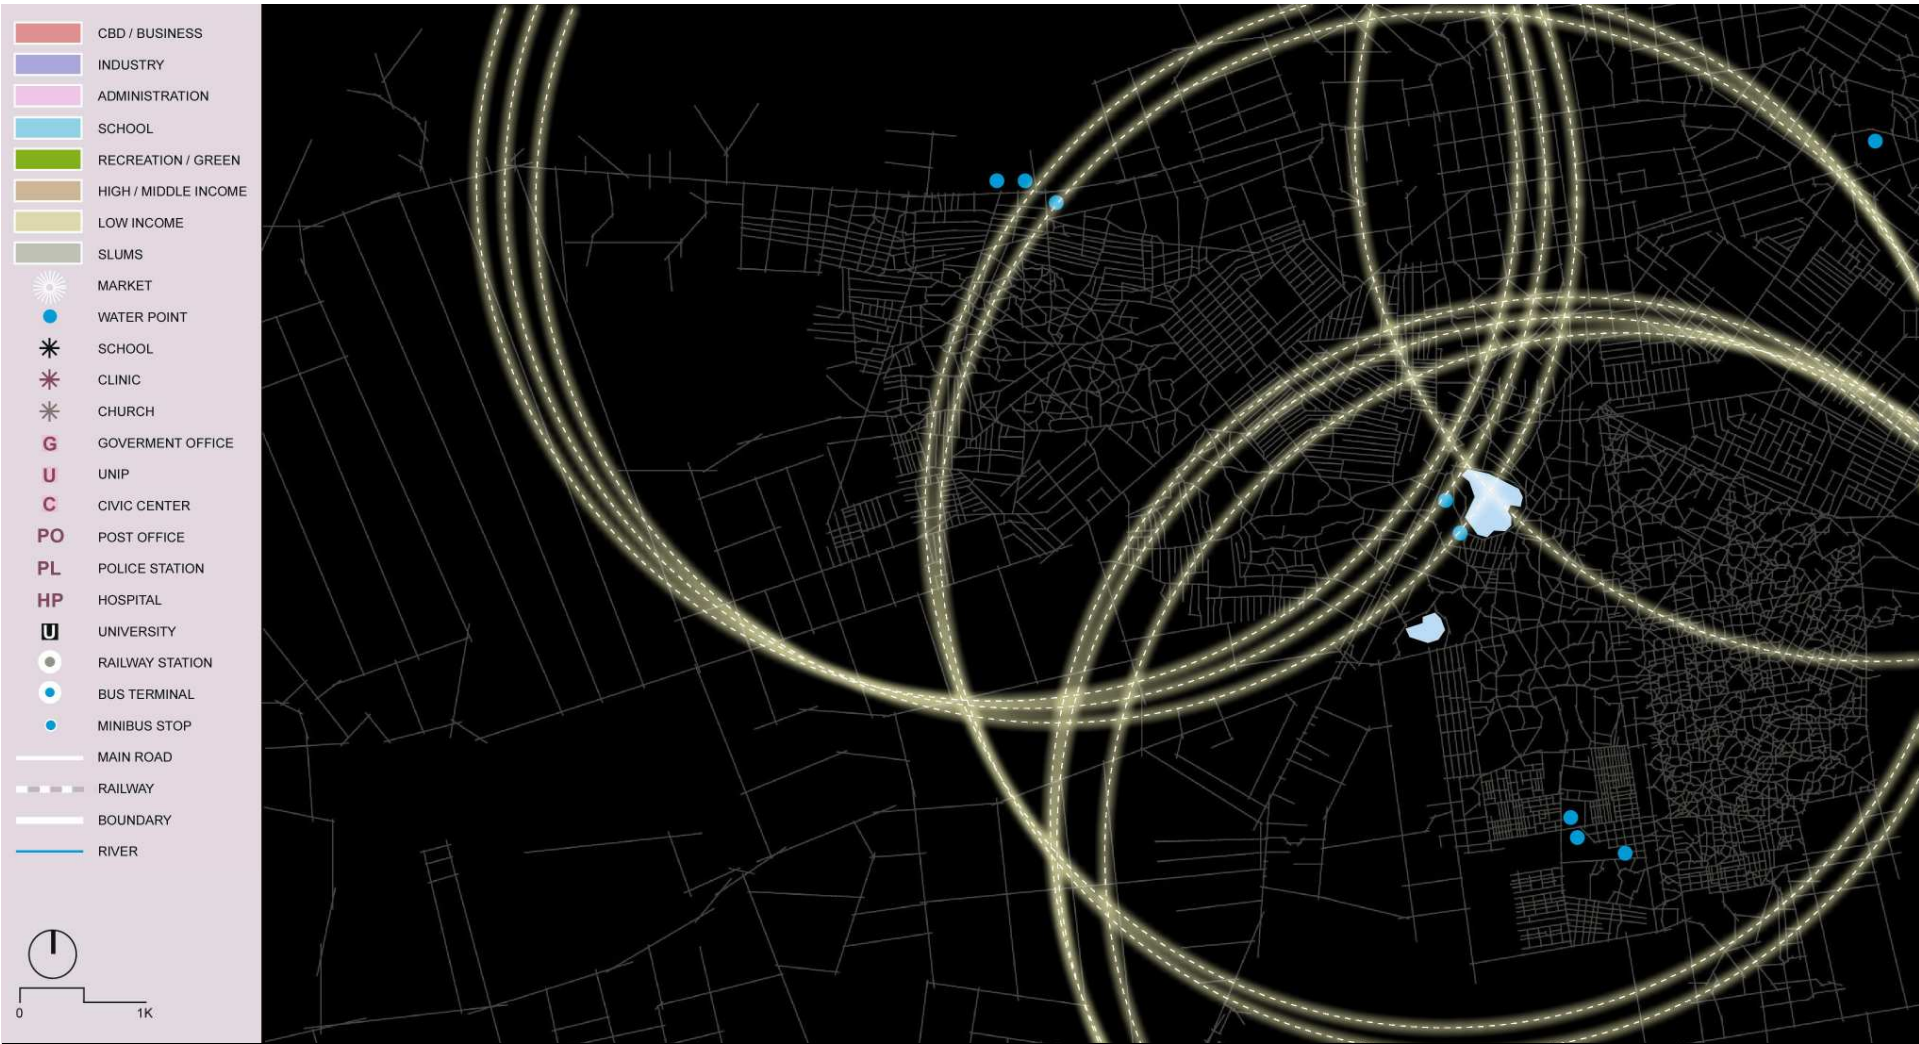 CBD / BUSINESS
INDUSTRY
ADMINISTRATION
SCHOOL
RECREATION / GREEN
HIGH / MIDDLE INCOME
LOW INCOME
SLUMS
MARKET
WATER POINT
SCHOOL
CLINIC
CHURCH
G GOVERMENT OFFICE
U UNIP
C CIVIC CENTER
PO POST OFFICE
PL POLICE STATION
HP HOSPITAL
U UNIVERSITY
RAILWAY STATION
BUS TERMINAL
MINIBUS STOP
MAIN ROAD
RAILWAY
BOUNDARY
RIVER
0 1K